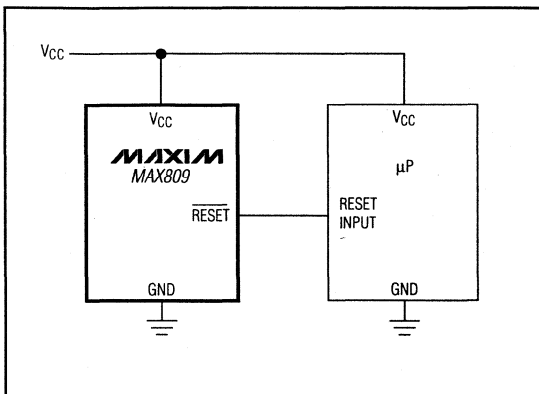 VCC
VCC
MAXIM
MAX809
RESET
GND
VCC
µP
RESET
INPUT
GND